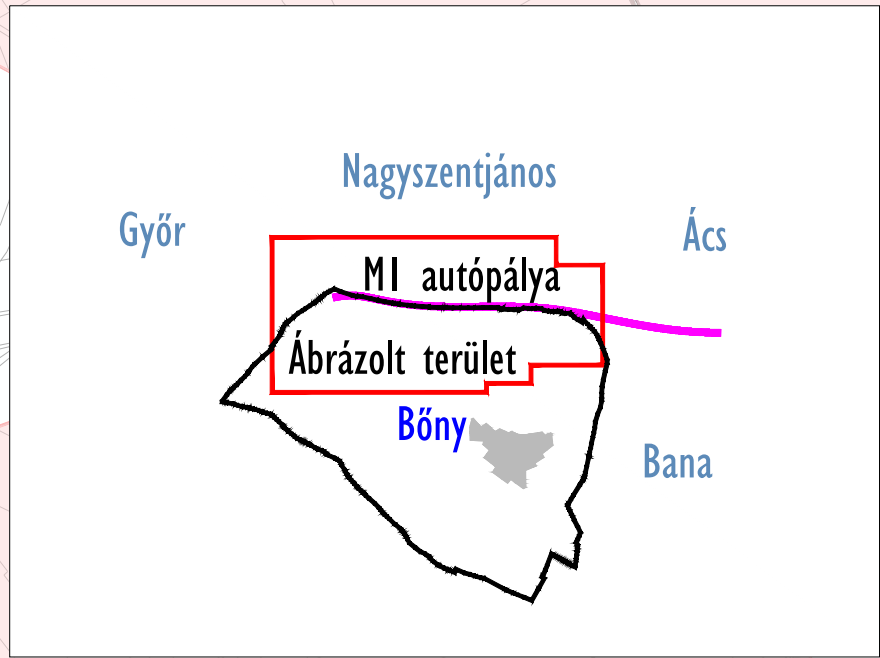 Nagyszentjános
Győr
Ács
M1 autópálya
Ábrázolt terület
Bőny
Bana